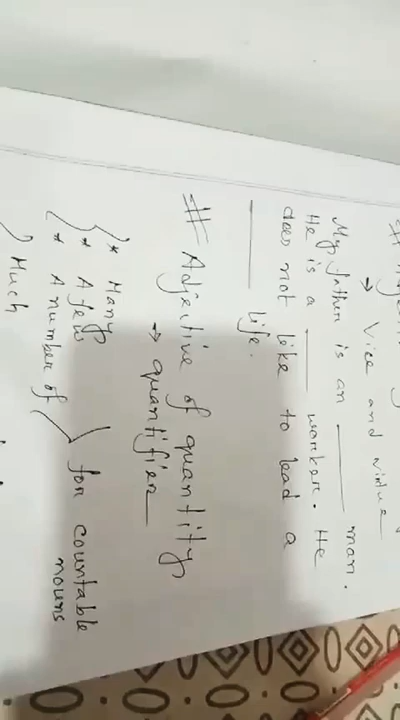 → Vice and virtue
My father is an ______ man.
He is a ______ worker. He
does not like to lead a
______ life.
# Adjective of quantity
→ quantifier
* Many
* A few
* A number of
for countable
nouns
Much